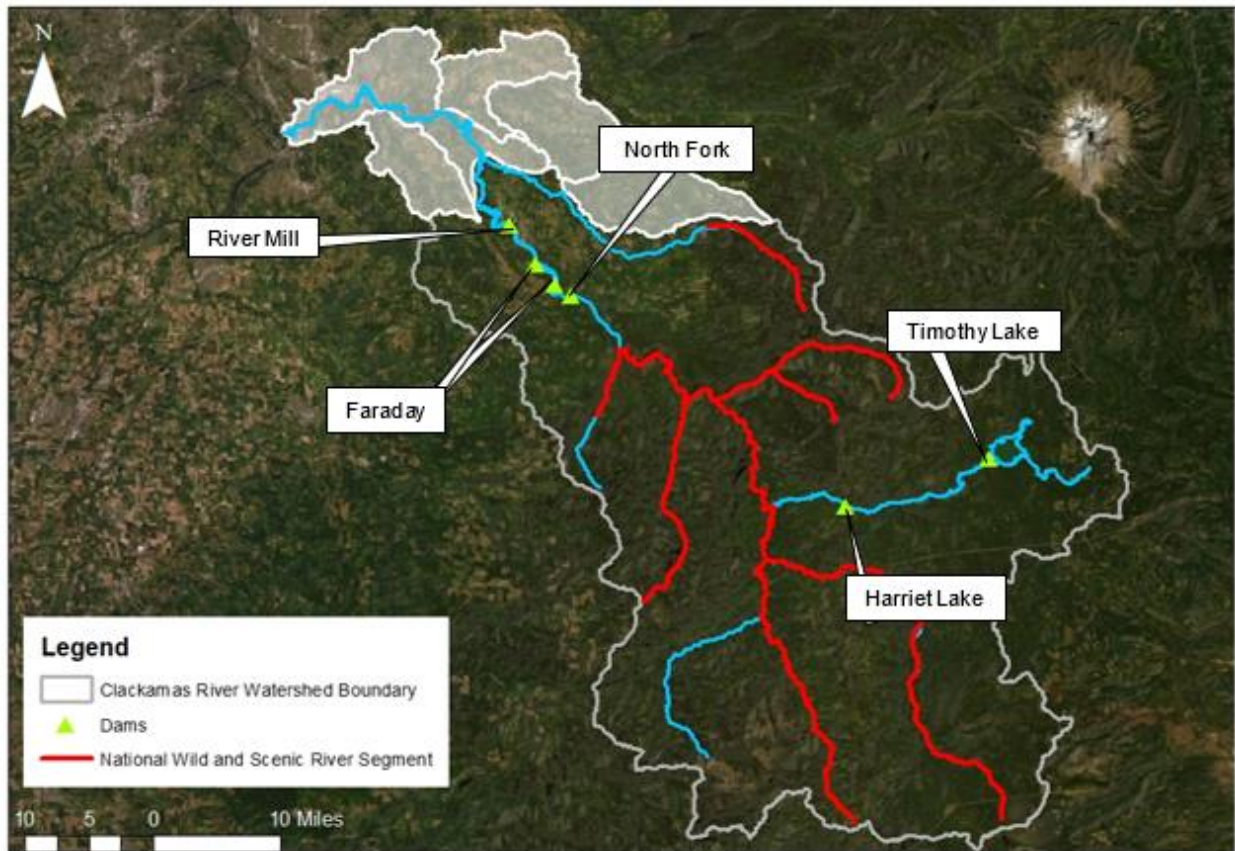 N
North Fork
River Mill
Timothy Lake
Faraday
Harriet Lake
Legend
Clackamas River Watershed Boundary
Dams
National Wild and Scenic River Segment
10 5 0 10 Miles